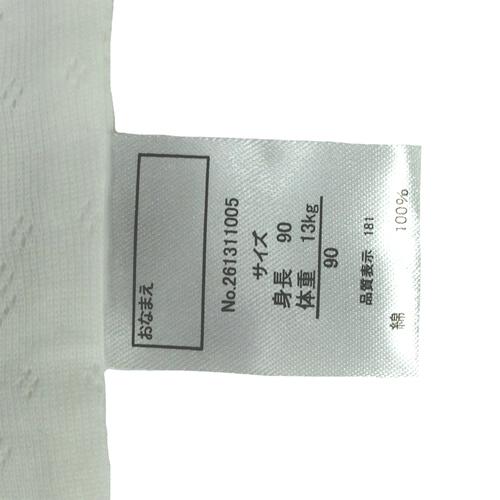 おなまえ
No.261311005
サイズ
身長 90
体重 13kg
90
品質表示 181
綿 100%